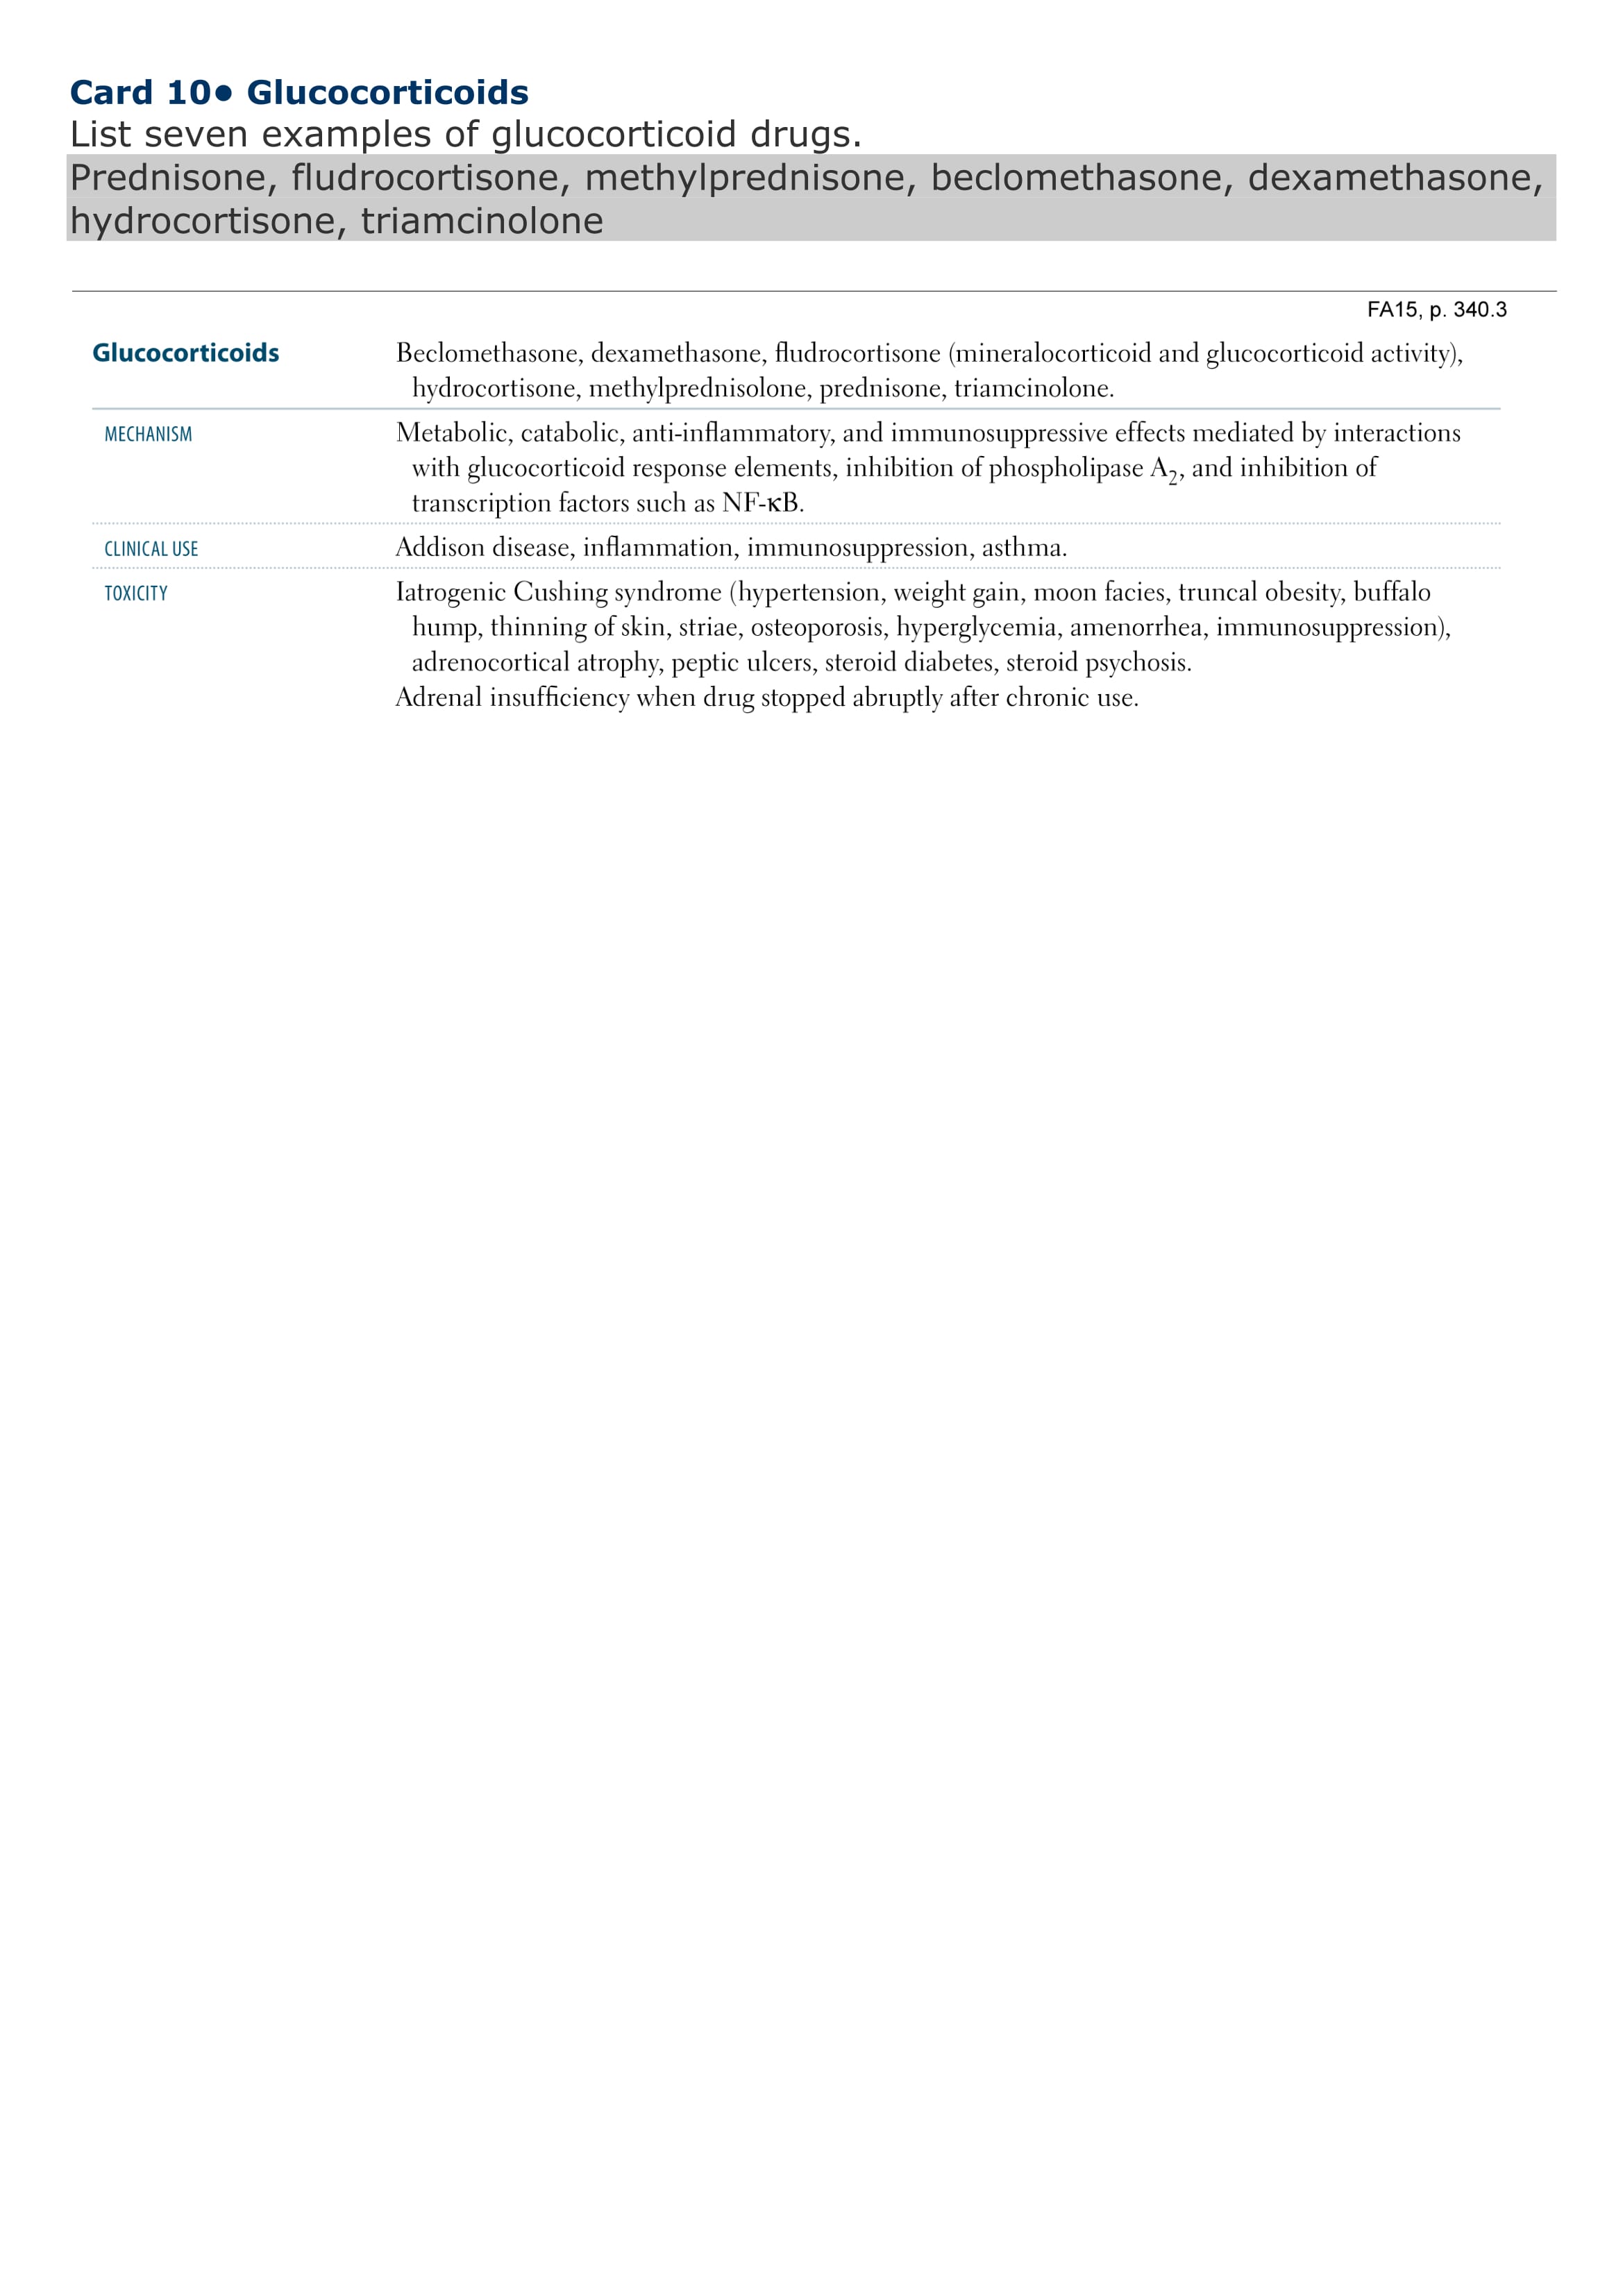 Card 10• Glucocorticoids
List seven examples of glucocorticoid drugs.
Prednisone, fludrocortisone, methylprednisone, beclomethasone, dexamethasone,
hydrocortisone, triamcinolone
FA15, p. 340.3
Glucocorticoids Beclomethasone, dexamethasone, fludrocortisone (mineralocorticoid and glucocorticoid activity),
hydrocortisone, methylprednisolone, prednisone, triamcinolone.
MECHANISM Metabolic, catabolic, anti-inflammatory, and immunosuppressive effects mediated by interactions
with glucocorticoid response elements, inhibition of phospholipase A₂, and inhibition of
transcription factors such as NF-κB.
CLINICAL USE Addison disease, inflammation, immunosuppression, asthma.
TOXICITY Iatrogenic Cushing syndrome (hypertension, weight gain, moon facies, truncal obesity, buffalo
hump, thinning of skin, striae, osteoporosis, hyperglycemia, amenorrhea, immunosuppression),
adrenocortical atrophy, peptic ulcers, steroid diabetes, steroid psychosis.
Adrenal insufficiency when drug stopped abruptly after chronic use.